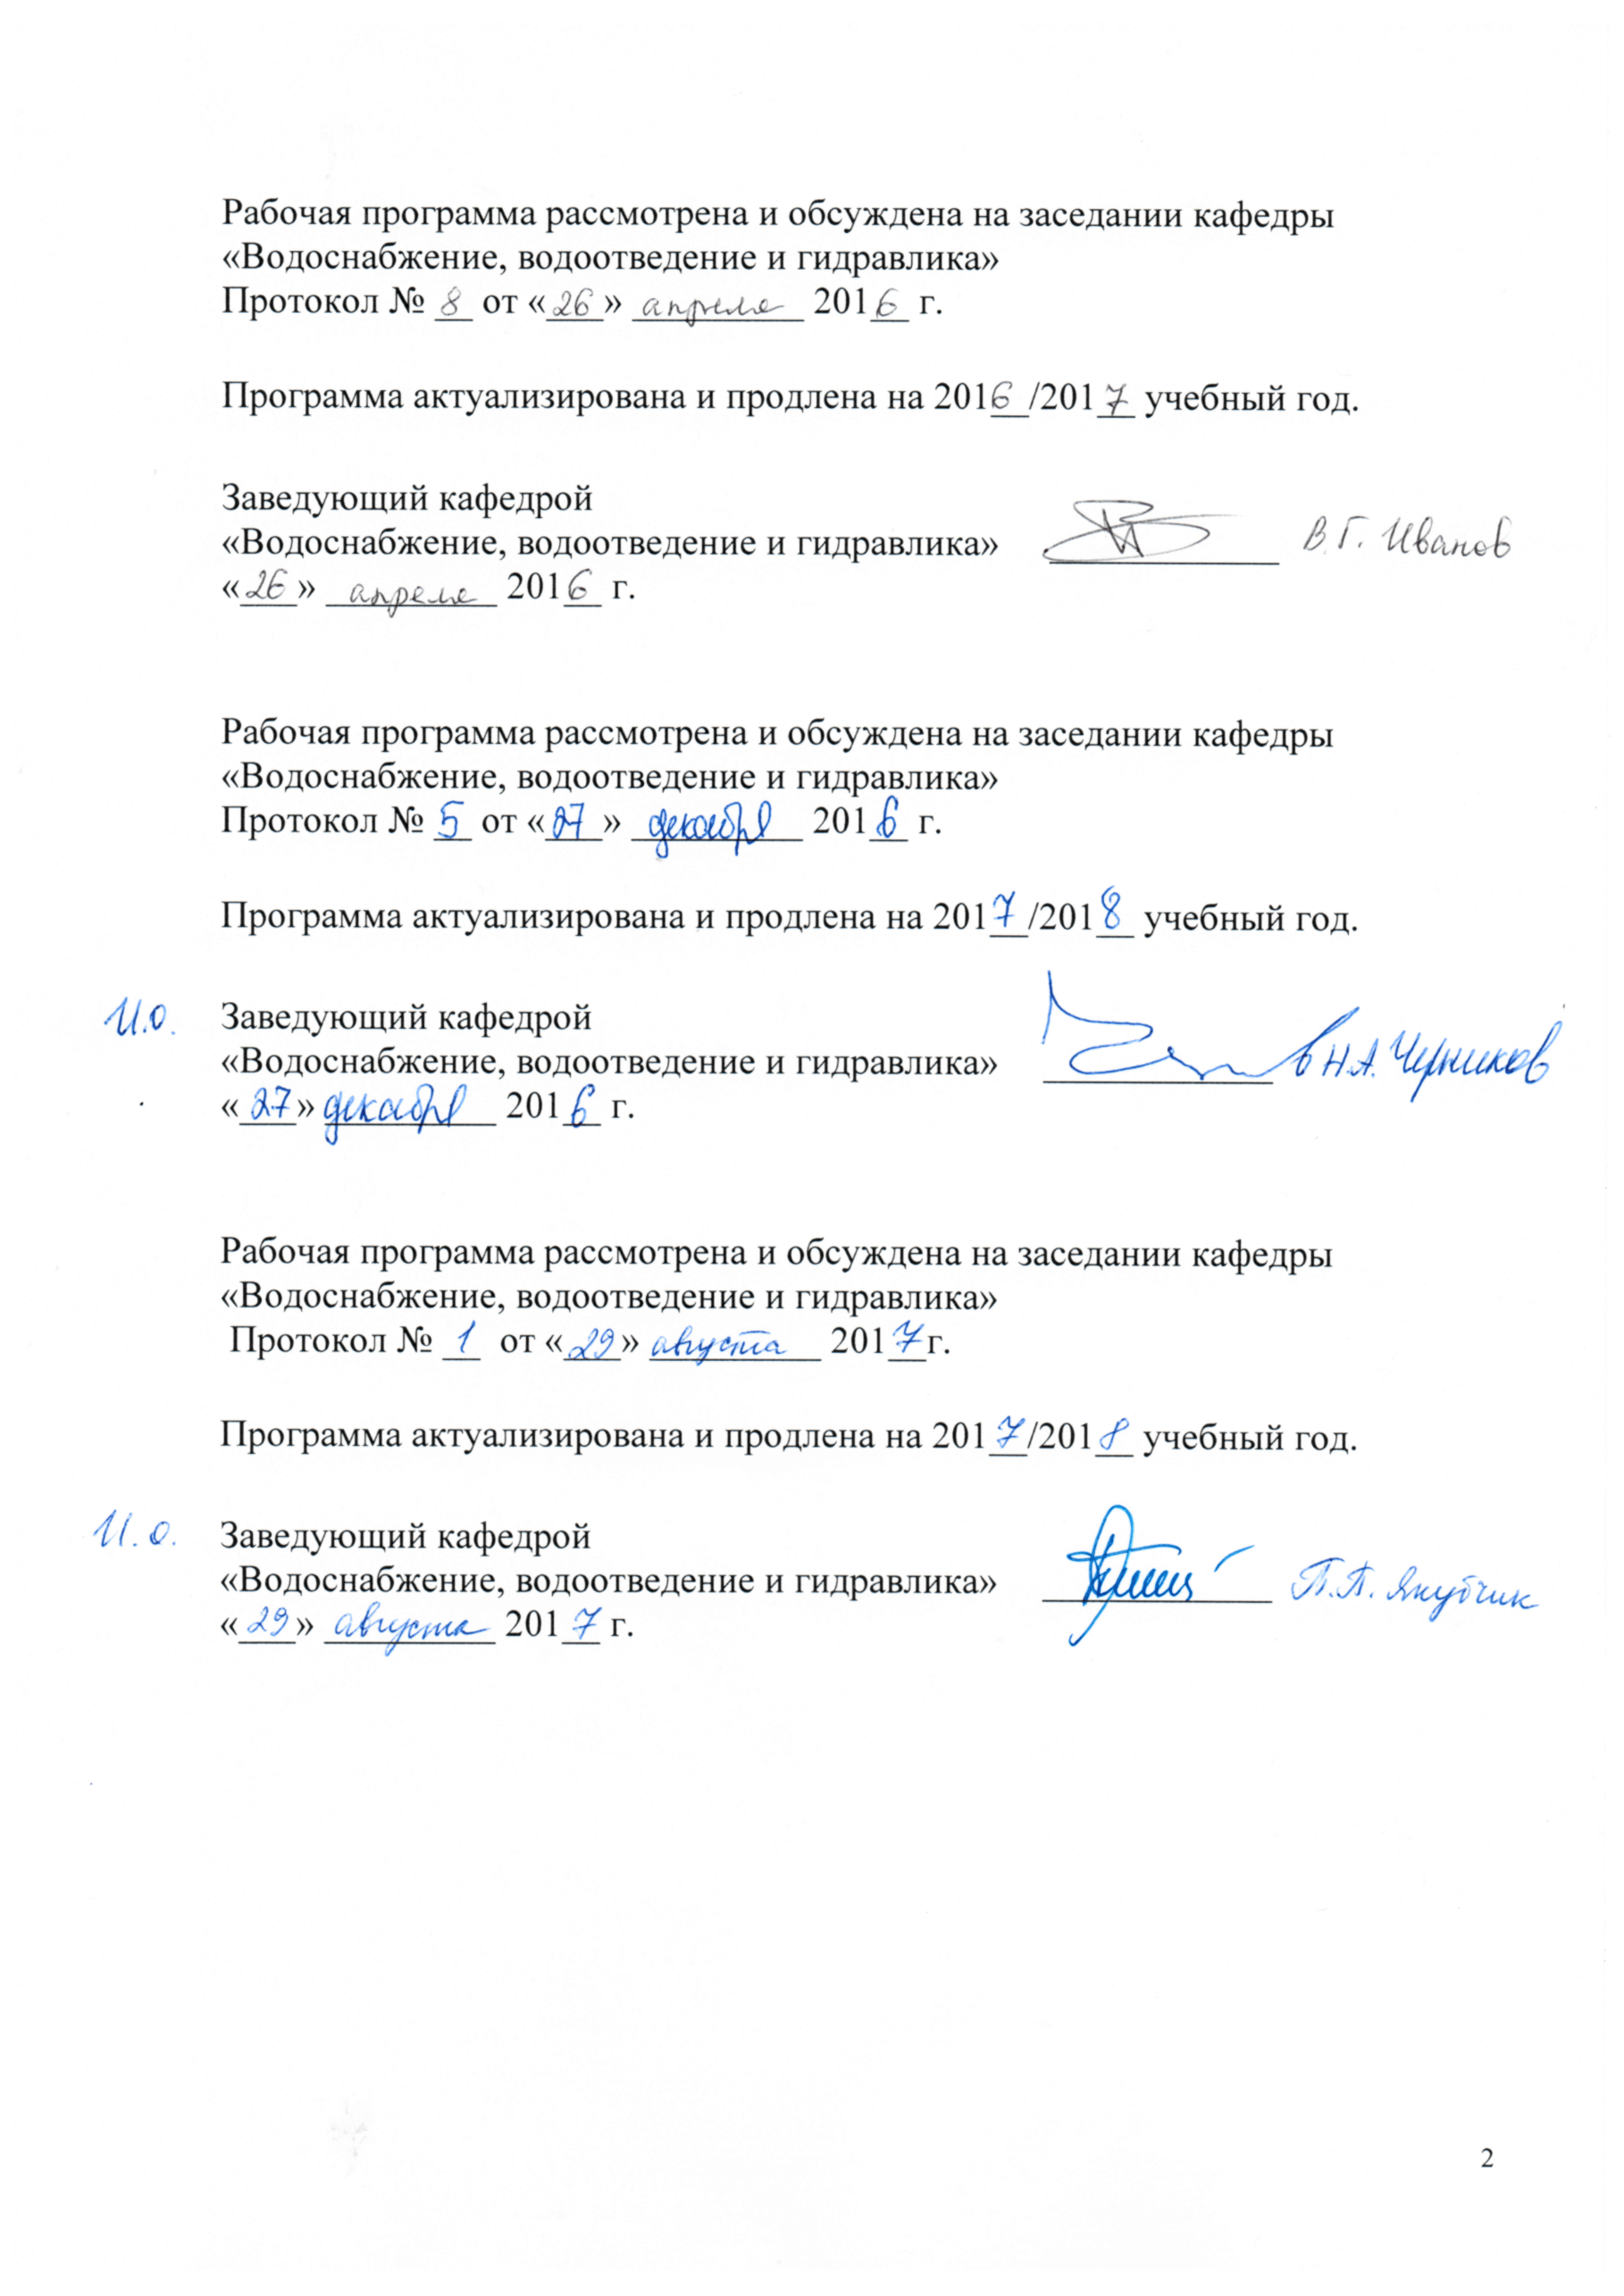 Рабочая программа рассмотрена и обсуждена на заседании кафедры
«Водоснабжение, водоотведение и гидравлика»
Протокол № 8 от «26» апреля 2016 г.
Программа актуализирована и продлена на 2016/2017 учебный год.
Заведующий кафедрой
«Водоснабжение, водоотведение и гидравлика» В.Г. Иванов
«26» апреля 2016 г.
Рабочая программа рассмотрена и обсуждена на заседании кафедры
«Водоснабжение, водоотведение и гидравлика»
Протокол № 5 от «27» декабря 2016 г.
Программа актуализирована и продлена на 2017/2018 учебный год.
И.о. Заведующий кафедрой
«Водоснабжение, водоотведение и гидравлика» Н.А. Черников
«27» декабря 2016 г.
Рабочая программа рассмотрена и обсуждена на заседании кафедры
«Водоснабжение, водоотведение и гидравлика»
Протокол № 1 от «29» августа 2017г.
Программа актуализирована и продлена на 2017/2018 учебный год.
И.о. Заведующий кафедрой
«Водоснабжение, водоотведение и гидравлика» П.П. Якубчик
«29» августа 2017 г.
2